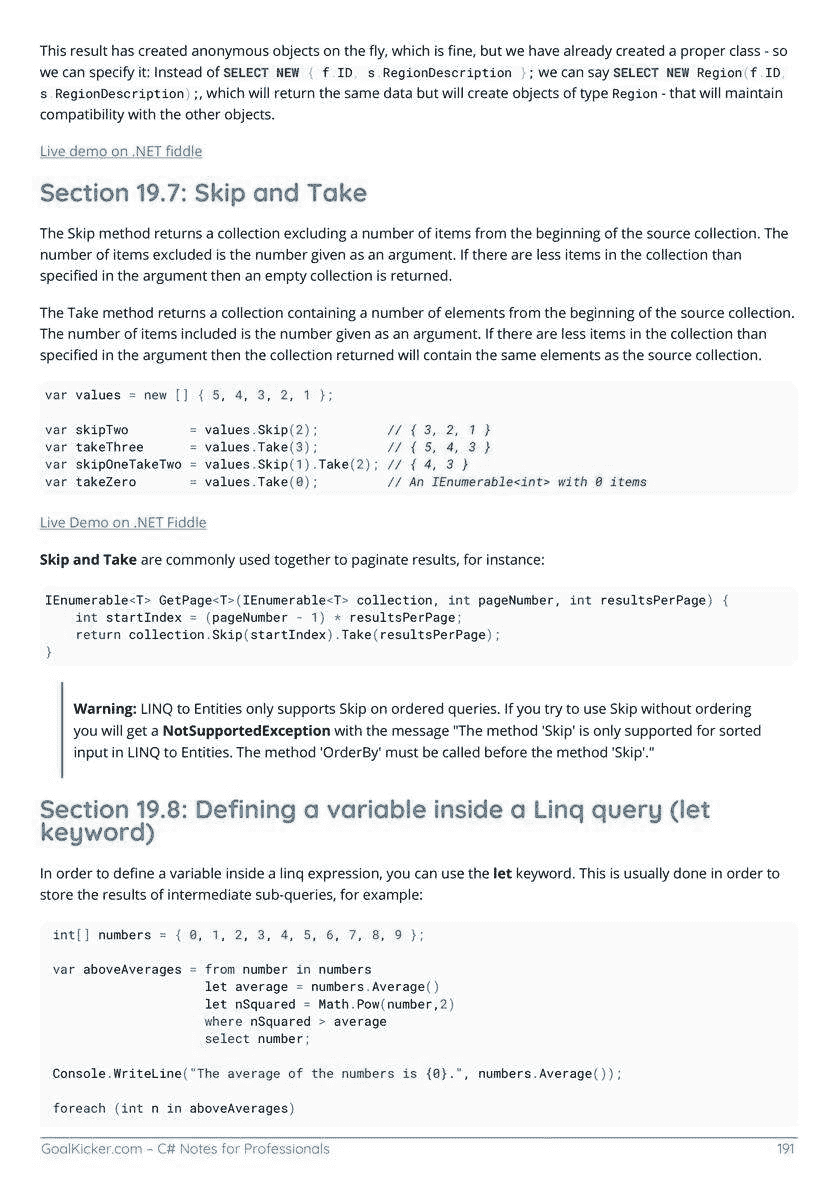 This result has created anonymous objects on the fly, which is fine, but we have already created a proper class - so
we can specify it: Instead of SELECT NEW { f.ID, s.RegionDescription }; we can say SELECT NEW Region(f.ID,
s.RegionDescription);, which will return the same data but will create objects of type Region - that will maintain
compatibility with the other objects.
Live demo on .NET fiddle
Section 19.7: Skip and Take
The Skip method returns a collection excluding a number of items from the beginning of the source collection. The
number of items excluded is the number given as an argument. If there are less items in the collection than
specified in the argument then an empty collection is returned.
The Take method returns a collection containing a number of elements from the beginning of the source collection.
The number of items included is the number given as an argument. If there are less items in the collection than
specified in the argument then the collection returned will contain the same elements as the source collection.
var values = new [] { 5, 4, 3, 2, 1 };
var skipTwo        = values.Skip(2);         // { 3, 2, 1 }
var takeThree      = values.Take(3);         // { 5, 4, 3 }
var skipOneTakeTwo = values.Skip(1).Take(2); // { 4, 3 }
var takeZero       = values.Take(0);         // An IEnumerable<int> with 0 items
Live Demo on .NET Fiddle
Skip and Take are commonly used together to paginate results, for instance:
IEnumerable<T> GetPage<T>(IEnumerable<T> collection, int pageNumber, int resultsPerPage) {
    int startIndex = (pageNumber - 1) * resultsPerPage;
    return collection.Skip(startIndex).Take(resultsPerPage);
}
Warning: LINQ to Entities only supports Skip on ordered queries. If you try to use Skip without ordering
you will get a NotSupportedException with the message "The method 'Skip' is only supported for sorted
input in LINQ to Entities. The method 'OrderBy' must be called before the method 'Skip'."
Section 19.8: Defining a variable inside a Linq query (let
keyword)
In order to define a variable inside a linq expression, you can use the let keyword. This is usually done in order to
store the results of intermediate sub-queries, for example:
int[] numbers = { 0, 1, 2, 3, 4, 5, 6, 7, 8, 9 };
var aboveAverages = from number in numbers
                    let average = numbers.Average()
                    let nSquared = Math.Pow(number,2)
                    where nSquared > average
                    select number;
Console.WriteLine("The average of the numbers is {0}.", numbers.Average());
foreach (int n in aboveAverages)
GoalKicker.com – C# Notes for Professionals 191